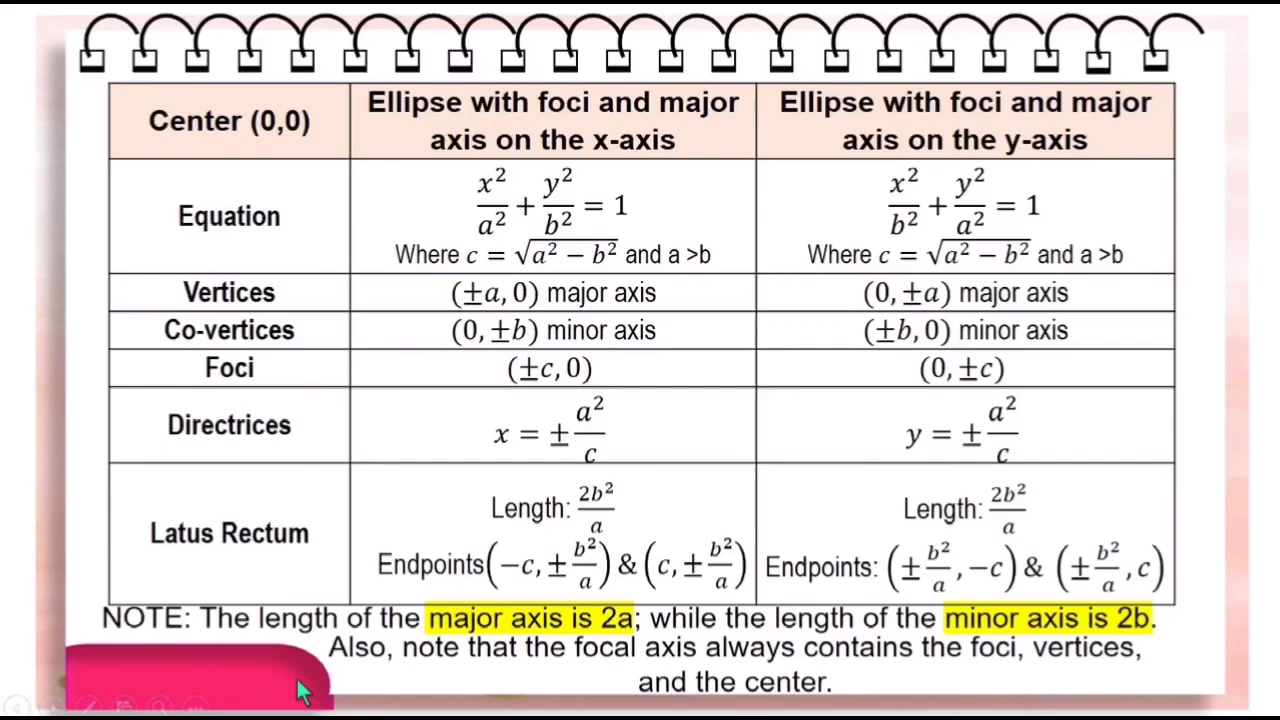 Center (0,0)
Ellipse with foci and major axis on the x-axis
Ellipse with foci and major axis on the y-axis
Equation
x²/a² + y²/b² = 1
Where c = √(a² − b²) and a >b
x²/b² + y²/a² = 1
Where c = √(a² − b²) and a >b
Vertices
(±a, 0) major axis
(0, ±a) major axis
Co-vertices
(0, ±b) minor axis
(±b, 0) minor axis
Foci
(±c, 0)
(0, ±c)
Directrices
x = ± a²/c
y = ± a²/c
Latus Rectum
Length: 2b²/a
Endpoints(−c, ± b²/a) & (c, ± b²/a)
Length: 2b²/a
Endpoints: (± b²/a, −c) & (± b²/a, c)
NOTE: The length of the major axis is 2a; while the length of the minor axis is 2b.
Also, note that the focal axis always contains the foci, vertices,
and the center.